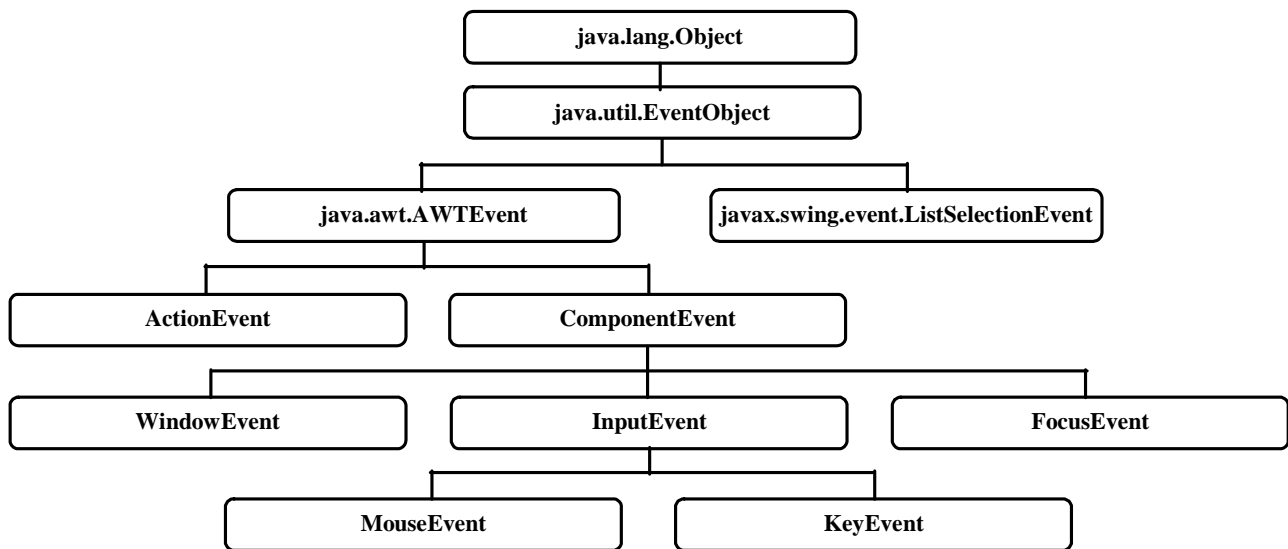 java.lang.Object
java.util.EventObject
java.awt.AWTEvent
javax.swing.event.ListSelectionEvent
ActionEvent
ComponentEvent
WindowEvent
InputEvent
FocusEvent
MouseEvent
KeyEvent